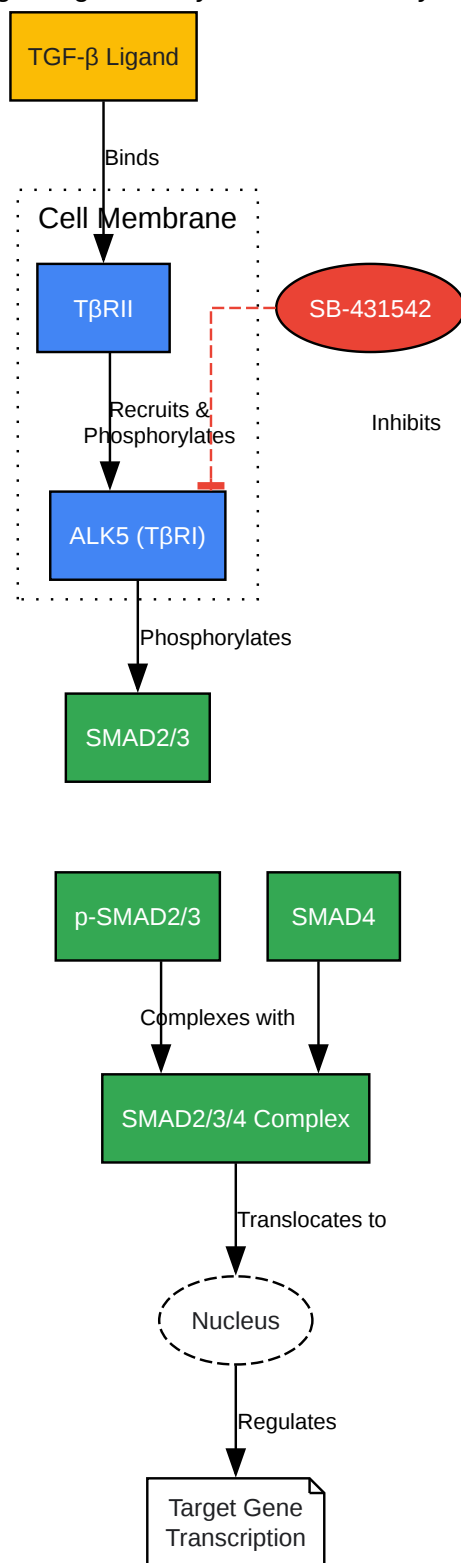 TGF-β Ligand
Binds
Cell Membrane
TβRII
SB-431542
Recruits &
Phosphorylates
Inhibits
ALK5 (TβRI)
Phosphorylates
SMAD2/3
p-SMAD2/3
SMAD4
Complexes with
SMAD2/3/4 Complex
Translocates to
Nucleus
Regulates
Target Gene
Transcription